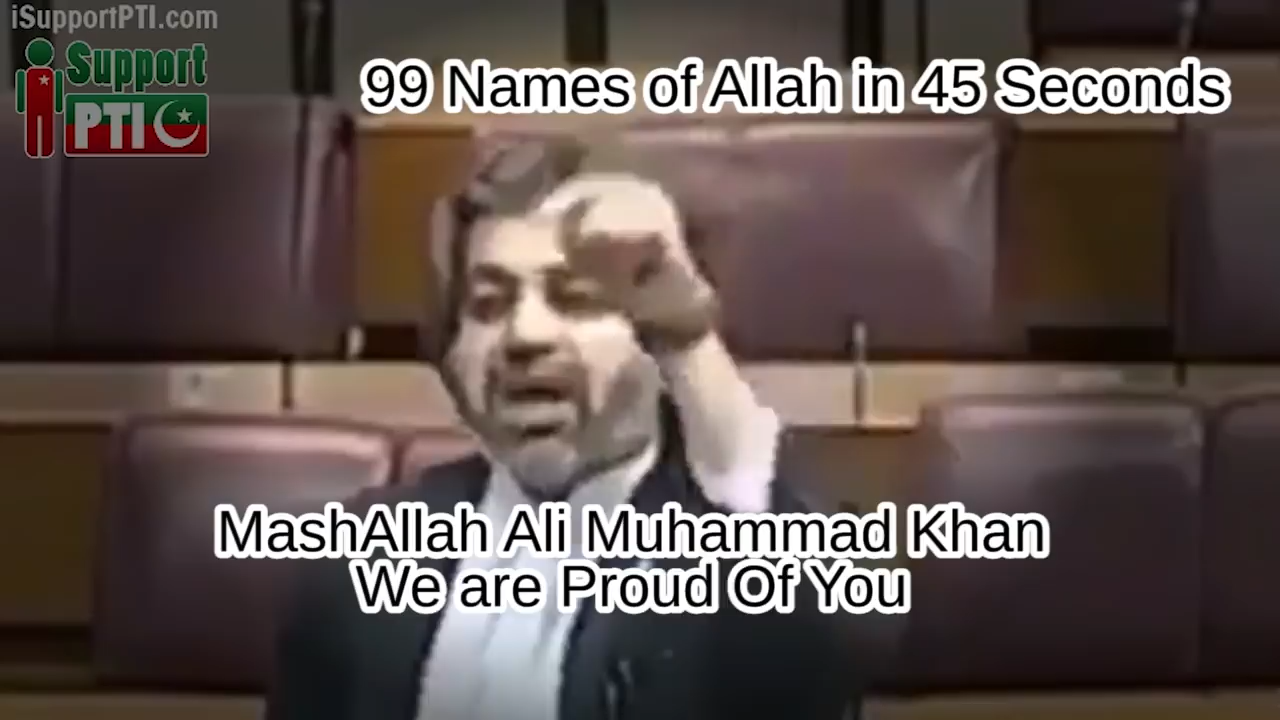 iSupportPTI.com
Support
PTI
99 Names of Allah in 45 Seconds
MashAllah Ali Muhammad Khan
We are Proud Of You